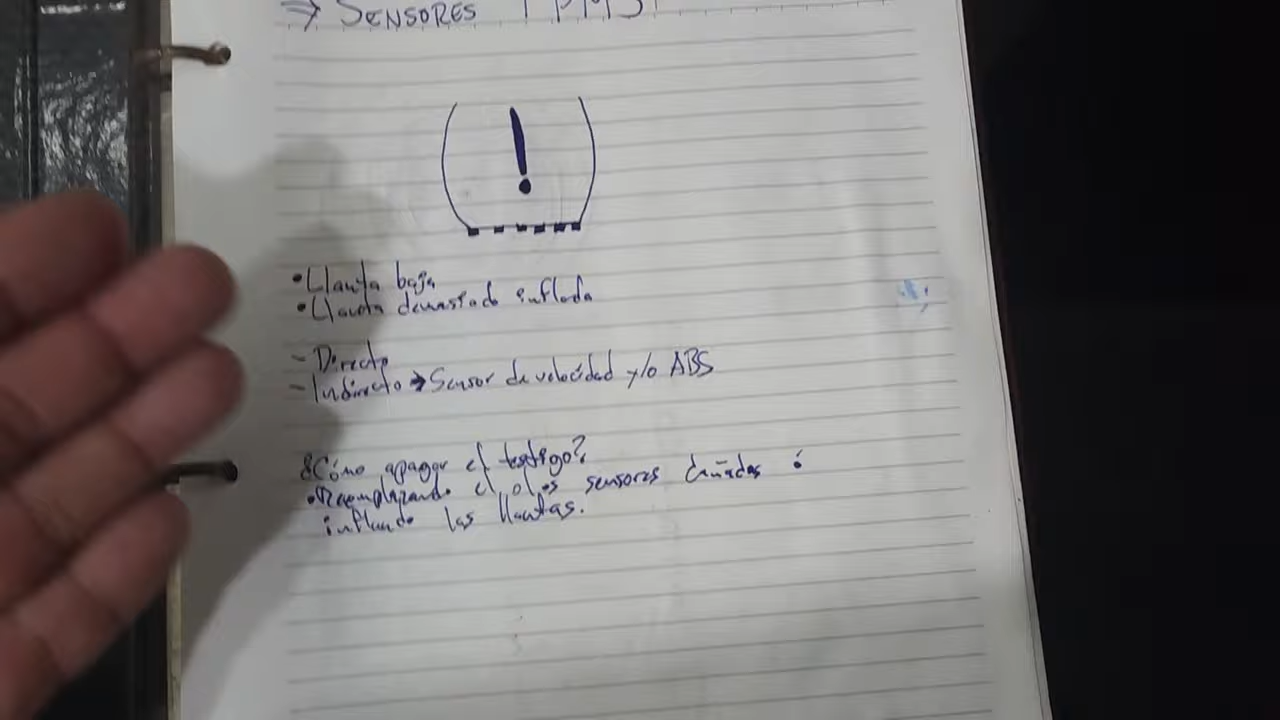 ⇒ SENSORES TPMS
!
• Llanta baja
• Llanta demasiado inflada
- Directo
- Indirecto → Sensor de velocidad y/o ABS
¿Cómo apagar el testigo?
• Reemplazando el o los sensores dañados ó
inflando las llantas.